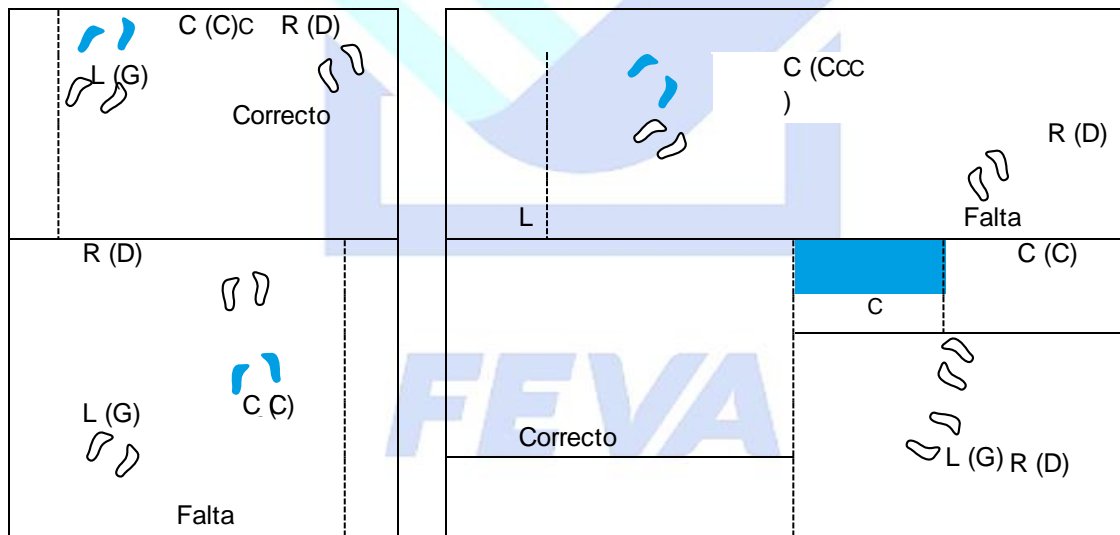 C (C)C R (D)
L (G)
Correcto
R (D)
C (C)
L (G)
Falta
C (CCC
)
R (D)
L
Falta
C (C)
C
Correcto
L (G) R (D)
FEVA